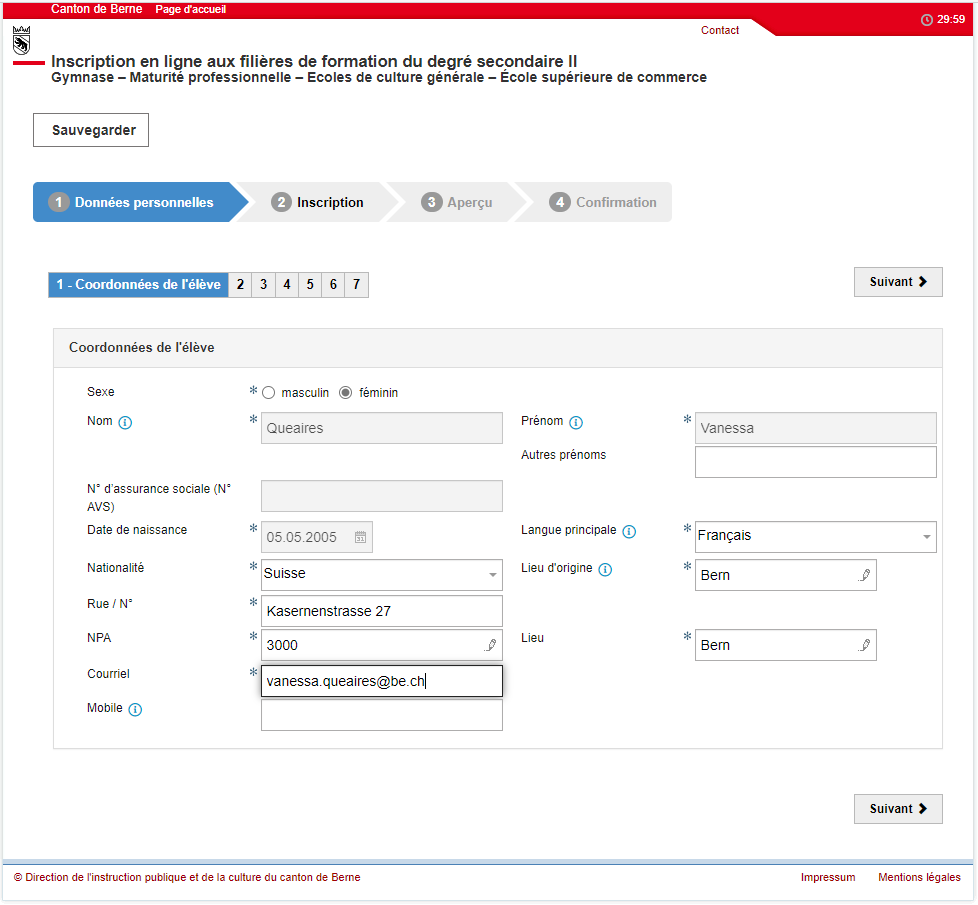 Canton de Berne Page d'accueil
29:59
Contact
Inscription en ligne aux filières de formation du degré secondaire II
Gymnase – Maturité professionnelle – Ecoles de culture générale – École supérieure de commerce
Sauvegarder
1 Données personnelles 2 Inscription 3 Aperçu 4 Confirmation
1 - Coordonnées de l'élève 2 3 4 5 6 7
Suivant
Coordonnées de l'élève
Sexe * masculin féminin
Nom * Queaires Prénom * Vanessa
Autres prénoms
N° d'assurance sociale (N°
AVS)
Date de naissance * 05.05.2005 Langue principale * Français
Nationalité * Suisse Lieu d'origine * Bern
Rue / N° * Kasernenstrasse 27
NPA * 3000 Lieu * Bern
Courriel * vanessa.queaires@be.ch
Mobile
Suivant
© Direction de l'instruction publique et de la culture du canton de Berne Impressum Mentions légales